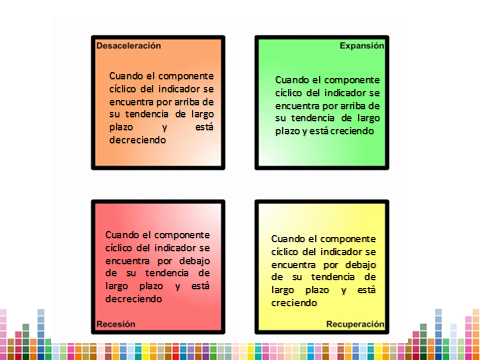 Desaceleración
Cuando el componente
cíclico del indicador se
encuentra por arriba de
su tendencia de largo
plazo y está
decreciendo
Expansión
Cuando el componente
cíclico del indicador se
encuentra por arriba de
su tendencia de largo
plazo y está creciendo
Cuando el componente
cíclico del indicador se
encuentra por debajo
de su tendencia de
largo plazo y está
decreciendo
Recesión
Cuando el componente
cíclico del indicador se
encuentra por debajo
de su tendencia de
largo plazo y está
creciendo
Recuperación